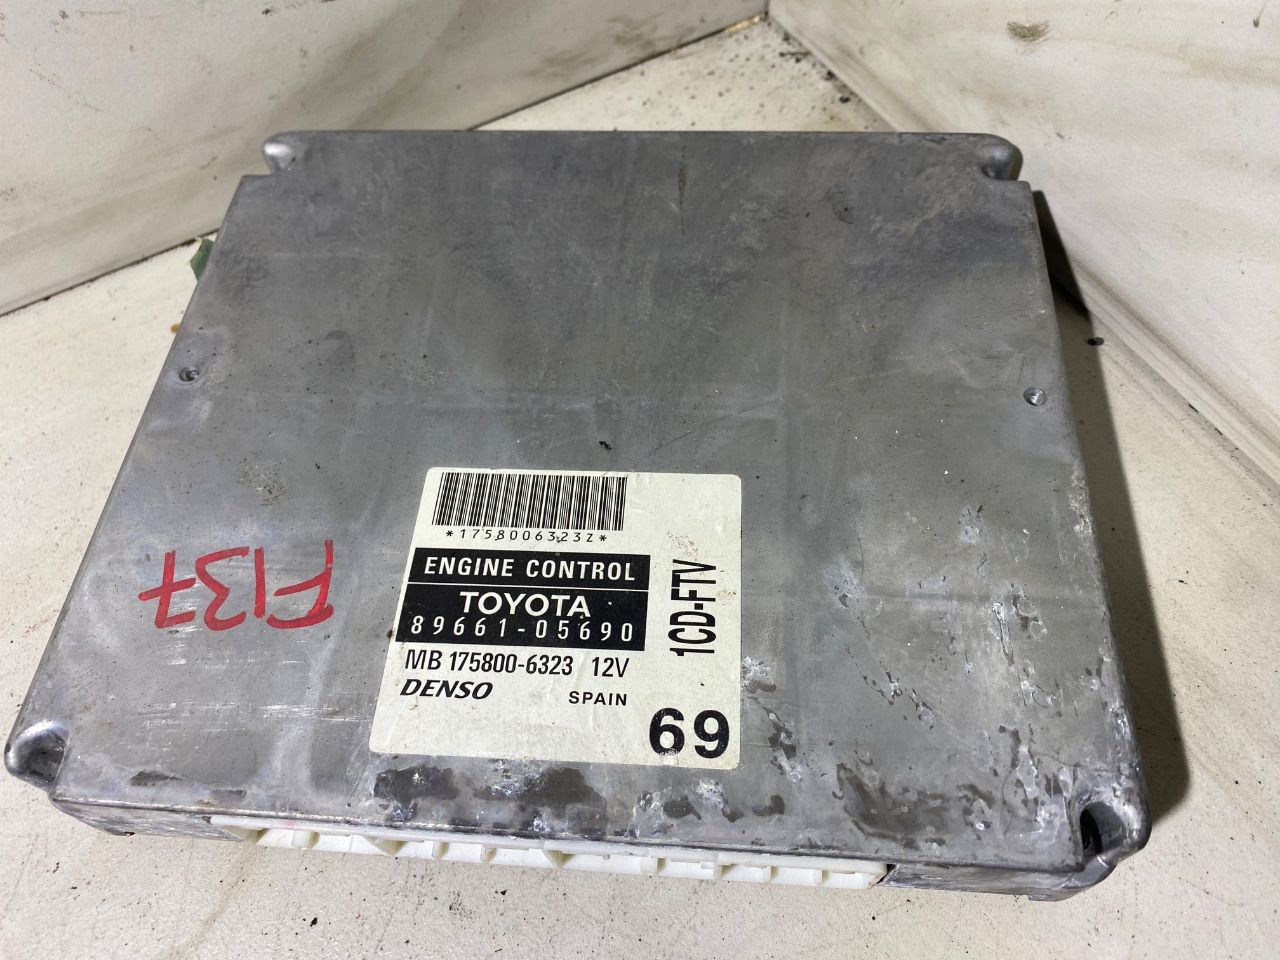 *1758006323Z*
ENGINE CONTROL
TOYOTA
89661-05690
MB 175800-6323 12V
DENSO SPAIN
1CD-FTV
69
F137